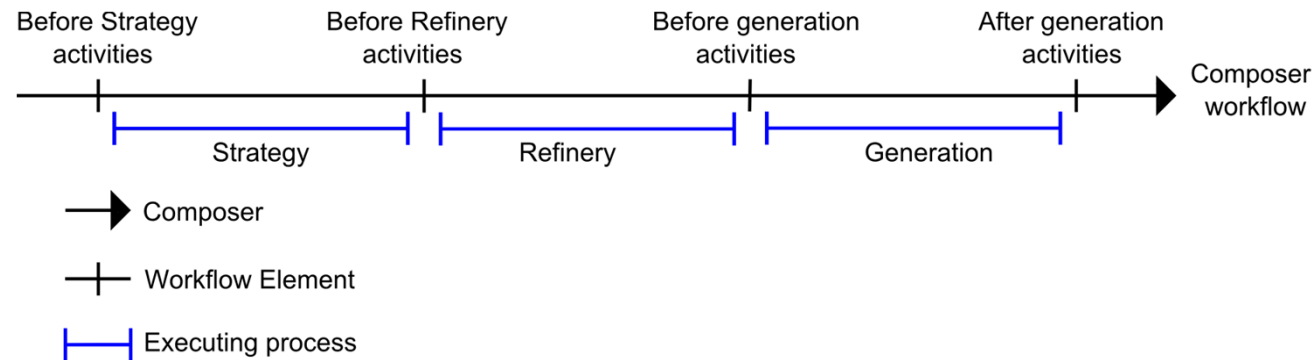 Before Strategy
activities
Before Refinery
activities
Before generation
activities
After generation
activities
Composer
workflow
Strategy
Refinery
Generation
Composer
Workflow Element
Executing process